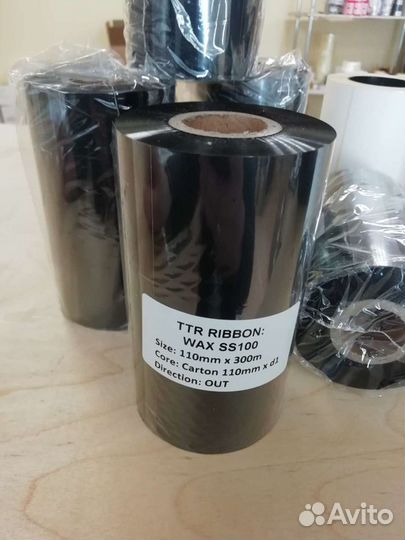 TTR RIBBON:
WAX SS100
Size: 110mm x 300m
Core: Carton 110mm x d1
Direction: OUT
Avito